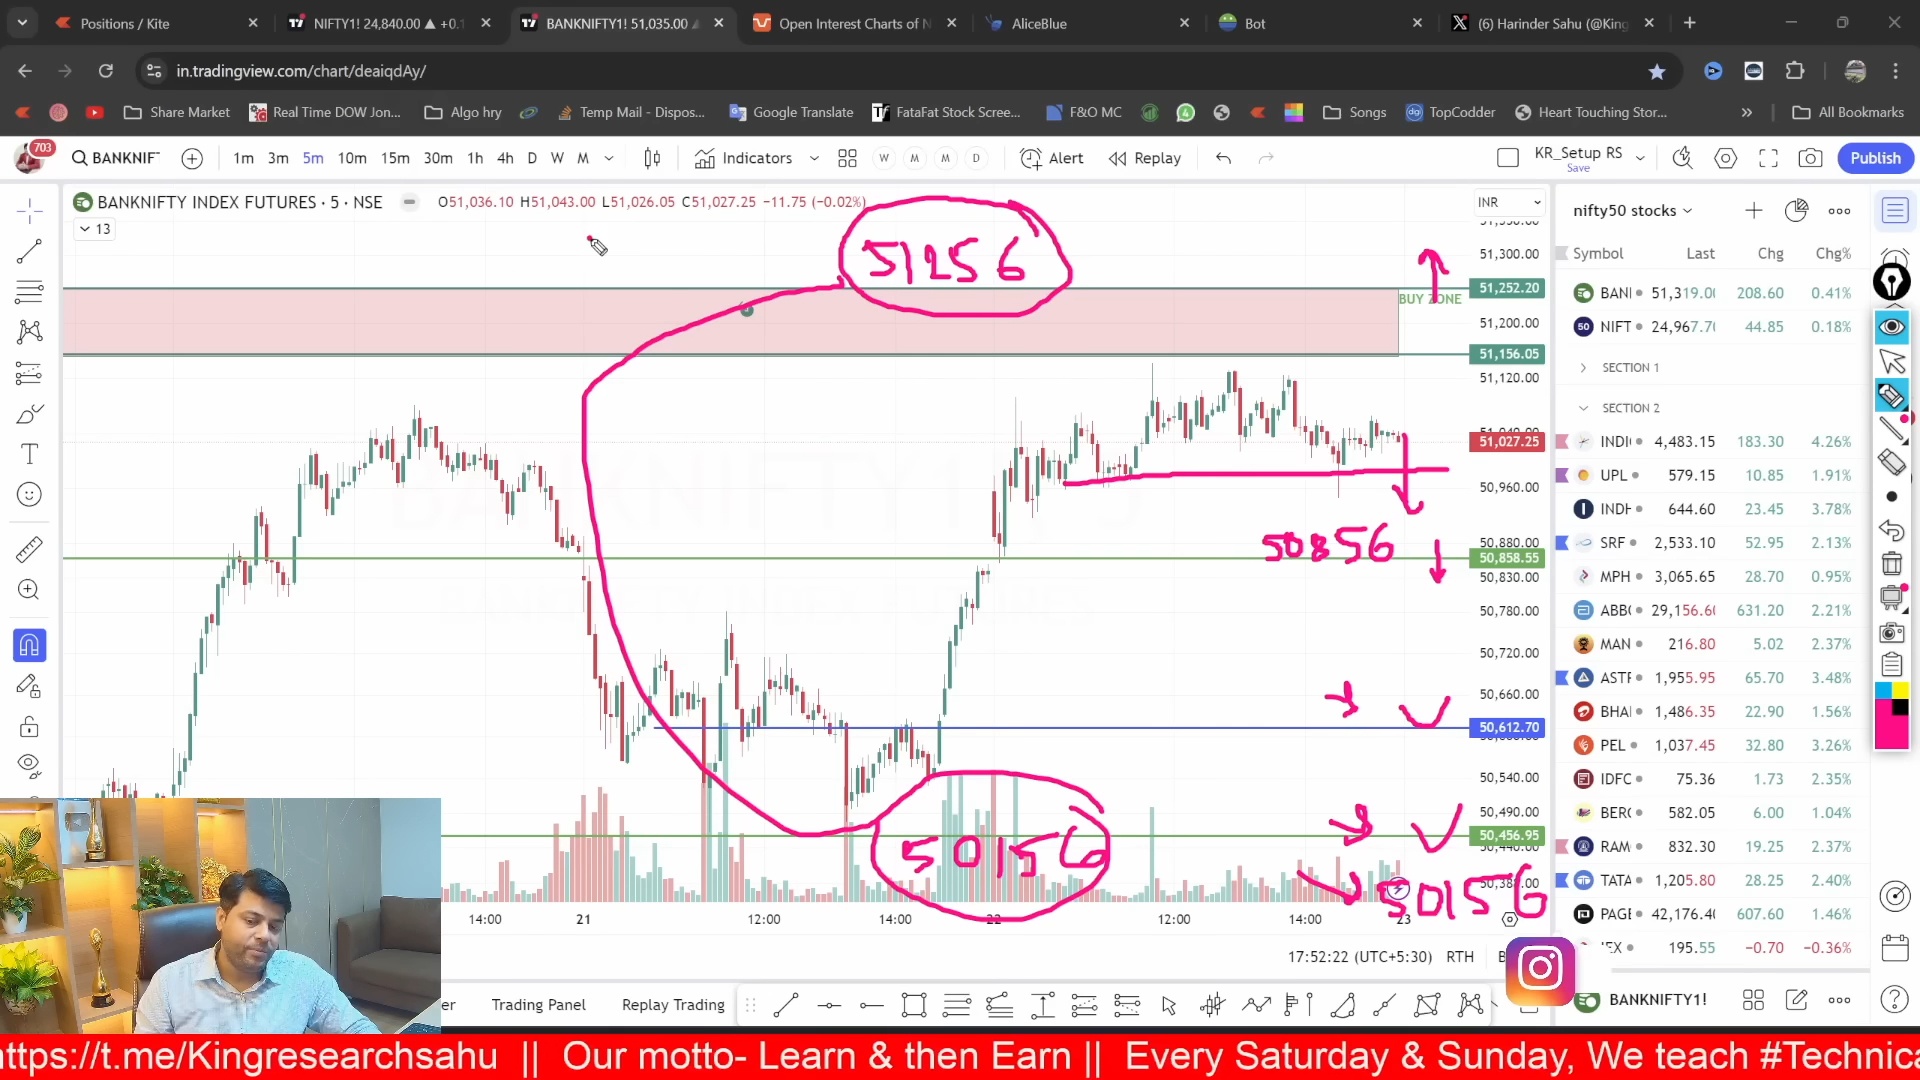 Positions / Kite
NIFTY1! 24,840.00 ▲ +0.1
BANKNIFTY1! 51,035.00
Open Interest Charts of N
AliceBlue
Bot
(6) Harinder Sahu (@King
in.tradingview.com/chart/deaiqdAy/
Share Market
Real Time DOW Jon...
Algo hry
Temp Mail - Dispos...
Google Translate
FataFat Stock Scree...
F&O MC
Songs
TopCodder
Heart Touching Stor...
All Bookmarks
703
BANKNIF
1m 3m 5m 10m 15m 30m 1h 4h D W M
Indicators
W M M D
Alert
Replay
KR_Setup RS
Save
Publish
BANKNIFTY INDEX FUTURES · 5 · NSE
O51,036.10 H51,043.00 L51,026.05 C51,027.25 −11.75 (−0.02%)
13
INR
51256
51,300.00
51,252.20
BUY ZONE
51,200.00
51,156.05
51,120.00
51,027.25
50,960.00
50856
50,880.00
50,858.55
50,830.00
50,780.00
50,720.00
50,660.00
50,612.70
50,540.00
50,490.00
50,456.95
50156
50156
14:00 21 12:00 14:00 22 12:00 14:00 23
17:52:22 (UTC+5:30) RTH
Trading Panel
Replay Trading
nifty50 stocks
Symbol Last Chg Chg%
BANI 51,319.00 208.60 0.41%
NIFT 24,967.70 44.85 0.18%
SECTION 1
SECTION 2
INDI 4,483.15 183.30 4.26%
UPL 579.15 10.85 1.91%
INDH 644.60 23.45 3.78%
SRF 2,533.10 52.95 2.13%
MPH 3,065.65 28.70 0.95%
ABBO 29,156.60 631.20 2.21%
MAN 216.80 5.02 2.37%
ASTF 1,955.95 65.70 3.48%
BHA 1,486.35 22.90 1.56%
PEL 1,037.45 32.80 3.26%
IDFC 75.36 1.73 2.35%
BERG 582.05 6.00 1.04%
RAM 832.30 19.25 2.37%
TATA 1,205.80 28.25 2.40%
PAGE 42,176.40 607.60 1.46%
IEX 195.55 −0.70 −0.36%
BANKNIFTY1!
https://t.me/Kingresearchsahu || Our motto- Learn & then Earn || Every Saturday & Sunday, We teach #Technica